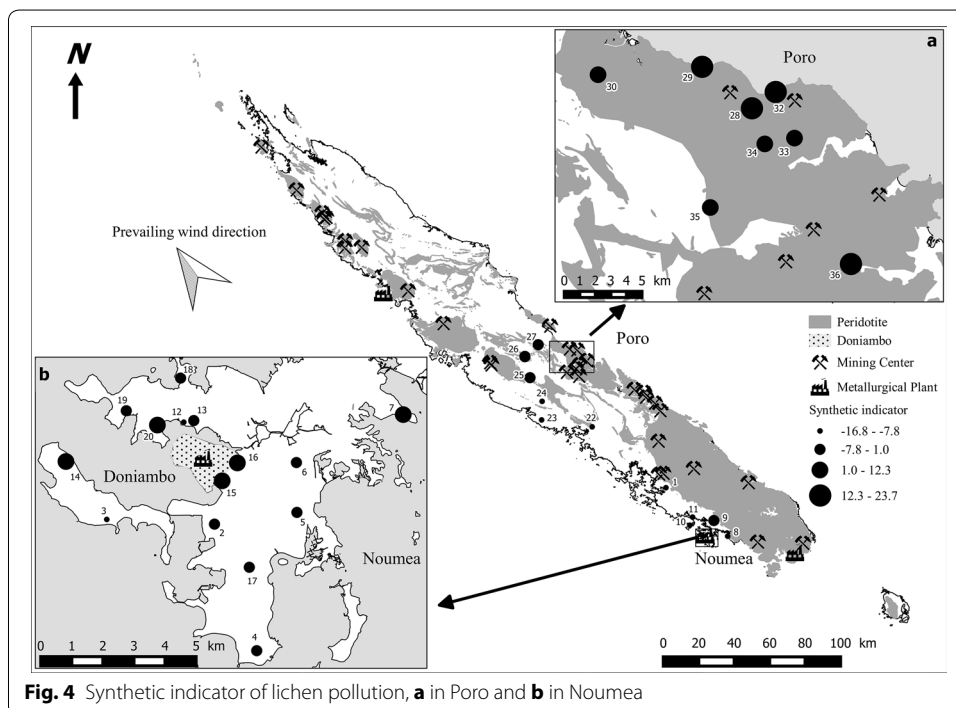 N
Prevailing wind direction
a
Poro
30
29
28
32
34
33
35
36
0 1 2 3 4 5 km
Poro
27
26
25
24
23
22
1
11
10
9
8
Noumea
Peridotite
Doniambo
Mining Center
Metallurgical Plant
Synthetic indicator
-16.8 - -7.8
-7.8 - 1.0
1.0 - 12.3
12.3 - 23.7
b
18
19
12
13
20
7
14
Doniambo
16
15
6
3
2
5
Noumea
17
4
0 1 2 3 4 5 km
0 20 40 60 80 100
km
Fig. 4 Synthetic indicator of lichen pollution, a in Poro and b in Noumea